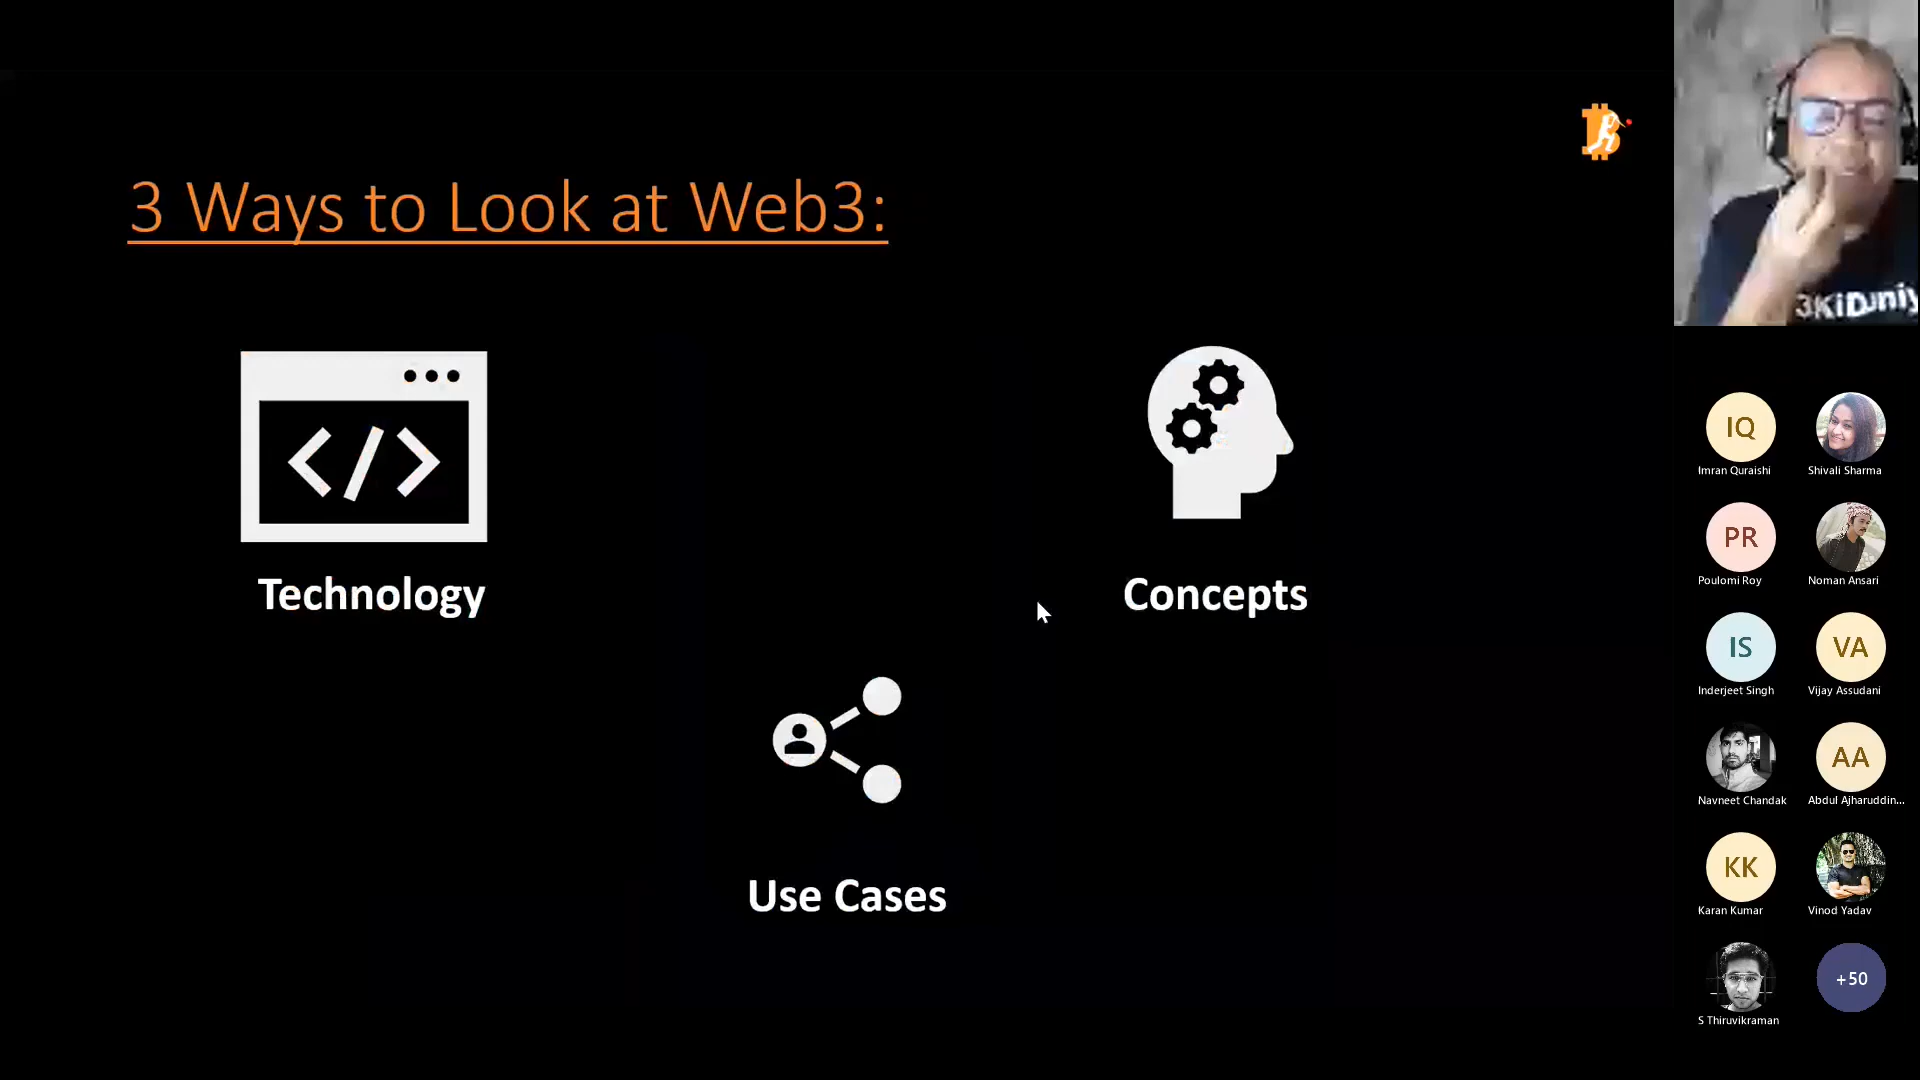 3 Ways to Look at Web3:
</>
Technology
Concepts
Use Cases
3KiDuniy
IQ
Imran Quraishi
Shivali Sharma
PR
Poulomi Roy
Noman Ansari
IS
Inderjeet Singh
VA
Vijay Assudani
Navneet Chandak
AA
Abdul Ajharuddin...
KK
Karan Kumar
Vinod Yadav
S Thiruvikraman
+50